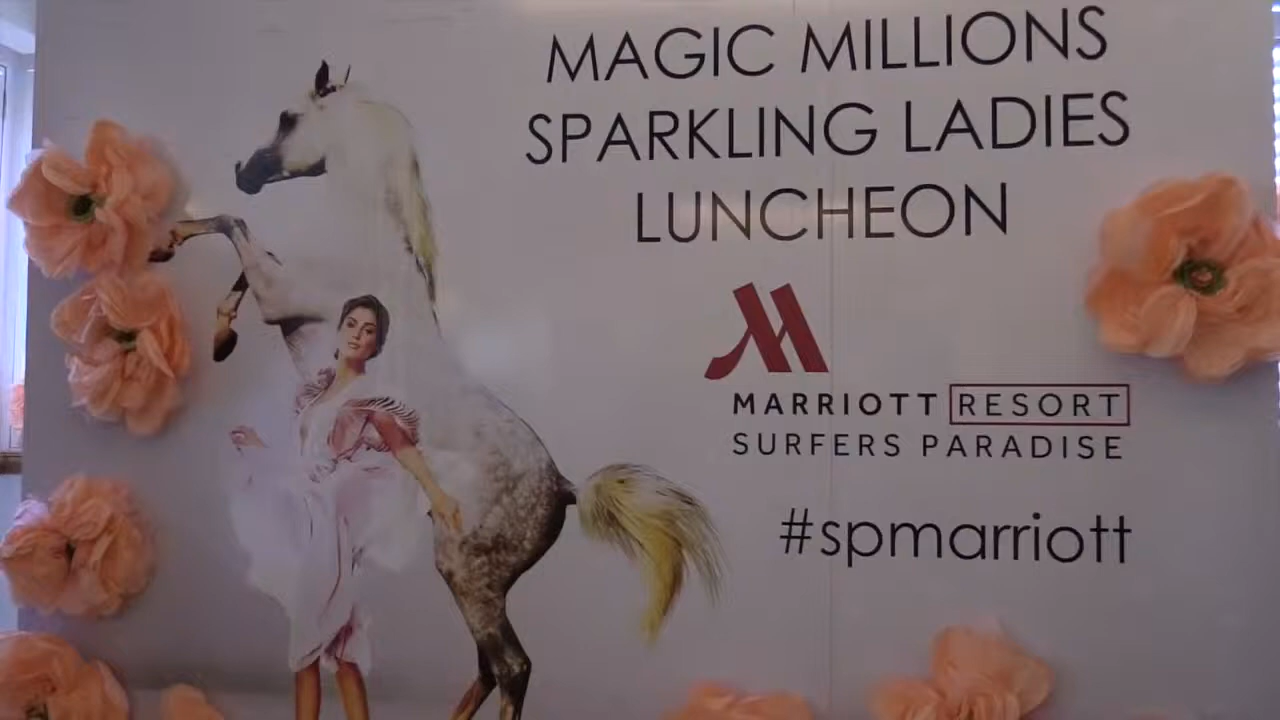 MAGIC MILLIONS
SPARKLING LADIES
LUNCHEON
MARRIOTT RESORT
SURFERS PARADISE
#spmarriott